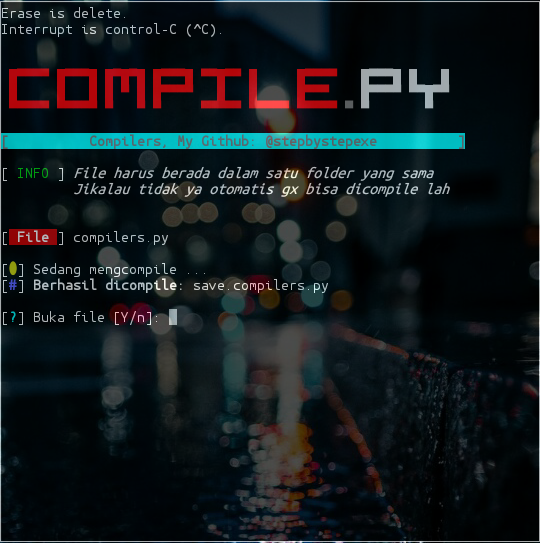 Erase is delete.
Interrupt is control-C (^C).
COMPILE.PY
[ Compilers, My Github: @stepbystepexe ]
[ INFO ] File harus berada dalam satu folder yang sama
Jikalau tidak ya otomatis gx bisa dicompile lah
[ File ] compilers.py
[●] Sedang mengcompile ...
[#] Berhasil dicompile: save.compilers.py
[?] Buka file [Y/n]: